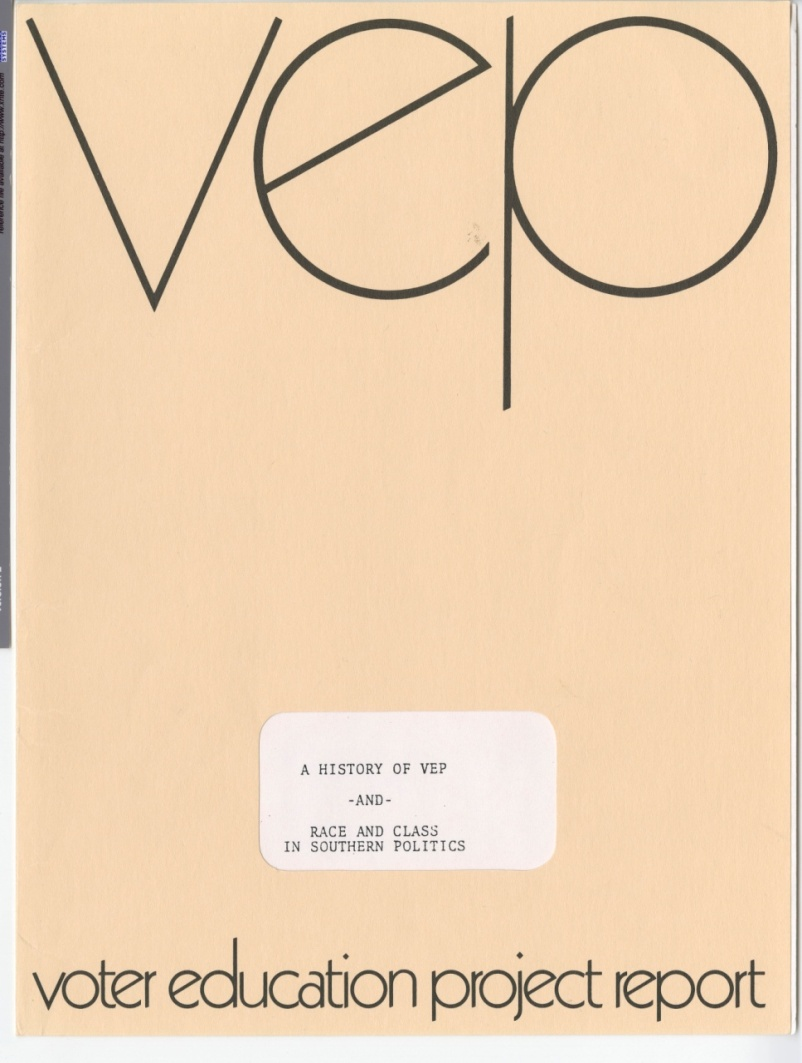 vep
A HISTORY OF VEP
-AND-
RACE AND CLASS
IN SOUTHERN POLITICS
voter education project report